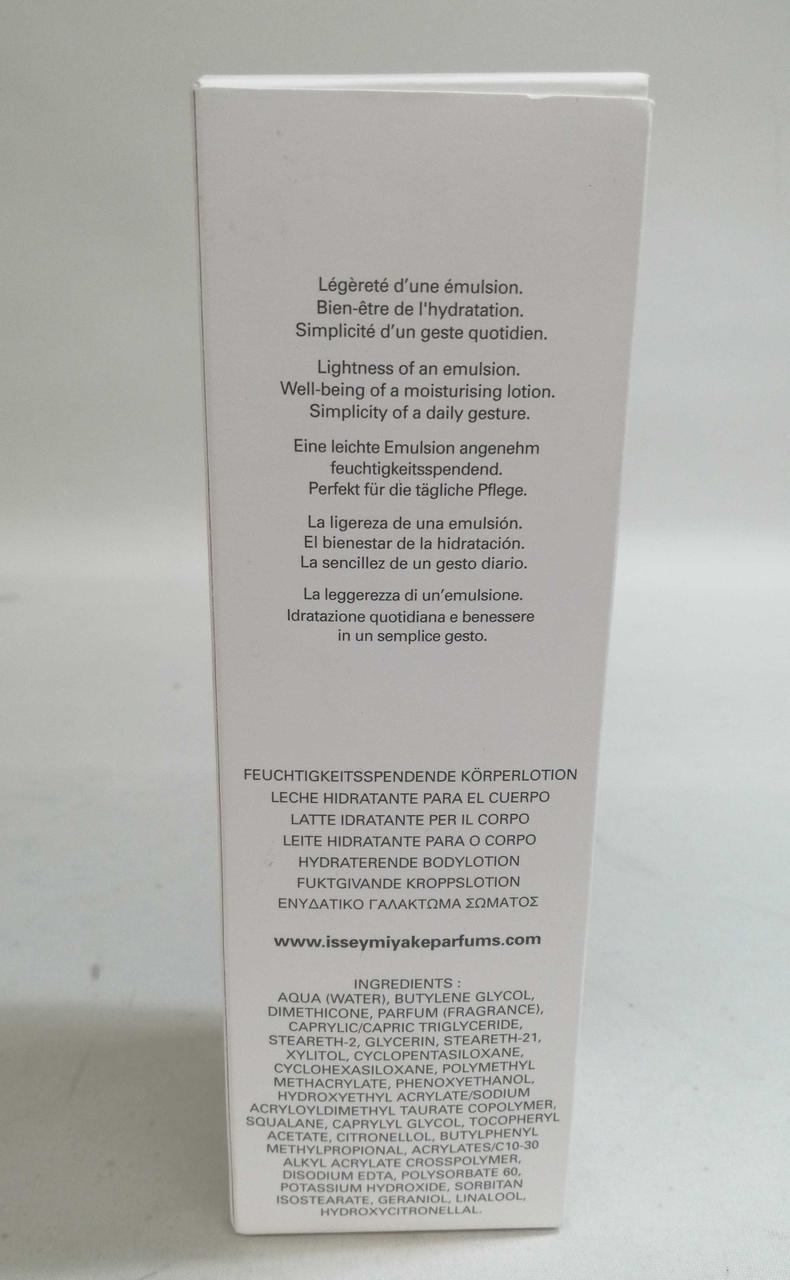 Légèreté d'une émulsion.
Bien-être de l'hydratation.
Simplicité d'un geste quotidien.
Lightness of an emulsion.
Well-being of a moisturising lotion.
Simplicity of a daily gesture.
Eine leichte Emulsion angenehm
feuchtigkeitsspendend.
Perfekt für die tägliche Pflege.
La ligereza de una emulsión.
El bienestar de la hidratación.
La sencillez de un gesto diario.
La leggerezza di un'emulsione.
Idratazione quotidiana e benessere
in un semplice gesto.
FEUCHTIGKEITSSPENDENDE KÖRPERLOTION
LECHE HIDRATANTE PARA EL CUERPO
LATTE IDRATANTE PER IL CORPO
LEITE HIDRATANTE PARA O CORPO
HYDRATERENDE BODYLOTION
FUKTGIVANDE KROPPSLOTION
ΕΝΥΔΑΤΙΚΟ ΓΑΛΑΚΤΩΜΑ ΣΩΜΑΤΟΣ
www.isseymiyakeparfums.com
INGREDIENTS :
AQUA (WATER), BUTYLENE GLYCOL,
DIMETHICONE, PARFUM (FRAGRANCE),
CAPRYLIC/CAPRIC TRIGLYCERIDE,
STEARETH-2, GLYCERIN, STEARETH-21,
XYLITOL, CYCLOPENTASILOXANE,
CYCLOHEXASILOXANE, POLYMETHYL
METHACRYLATE, PHENOXYETHANOL,
HYDROXYETHYL ACRYLATE/SODIUM
ACRYLOYLDIMETHYL TAURATE COPOLYMER,
SQUALANE, CAPRYLYL GLYCOL, TOCOPHERYL
ACETATE, CITRONELLOL, BUTYLPHENYL
METHYLPROPIONAL, ACRYLATES/C10-30
ALKYL ACRYLATE CROSSPOLYMER,
DISODIUM EDTA, POLYSORBATE 60,
POTASSIUM HYDROXIDE, SORBITAN
ISOSTEARATE, GERANIOL, LINALOOL,
HYDROXYCITRONELLAL.